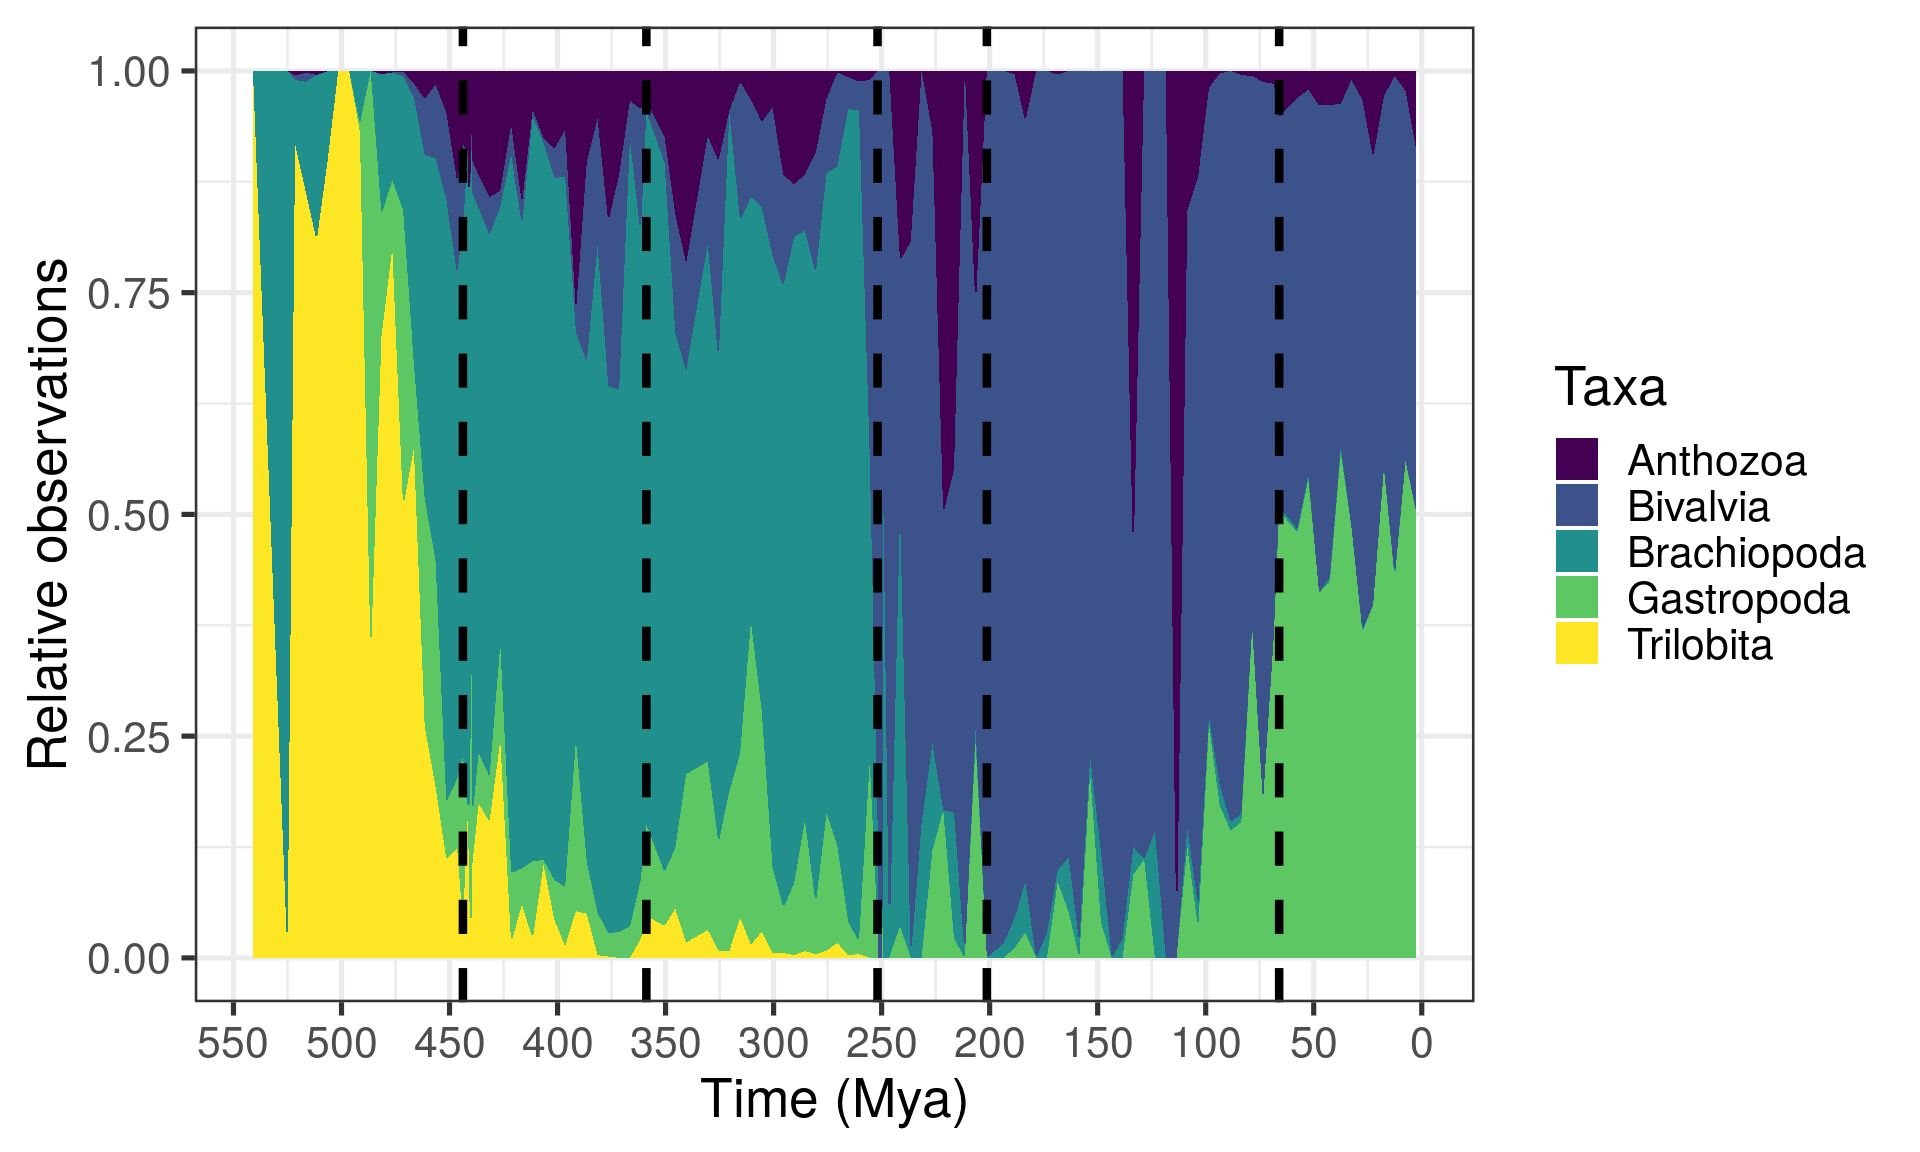 Relative observations
1.00
0.75
0.50
0.25
0.00
550 500 450 400 350 300 250 200 150 100 50 0
Time (Mya)
Taxa
Anthozoa
Bivalvia
Brachiopoda
Gastropoda
Trilobita